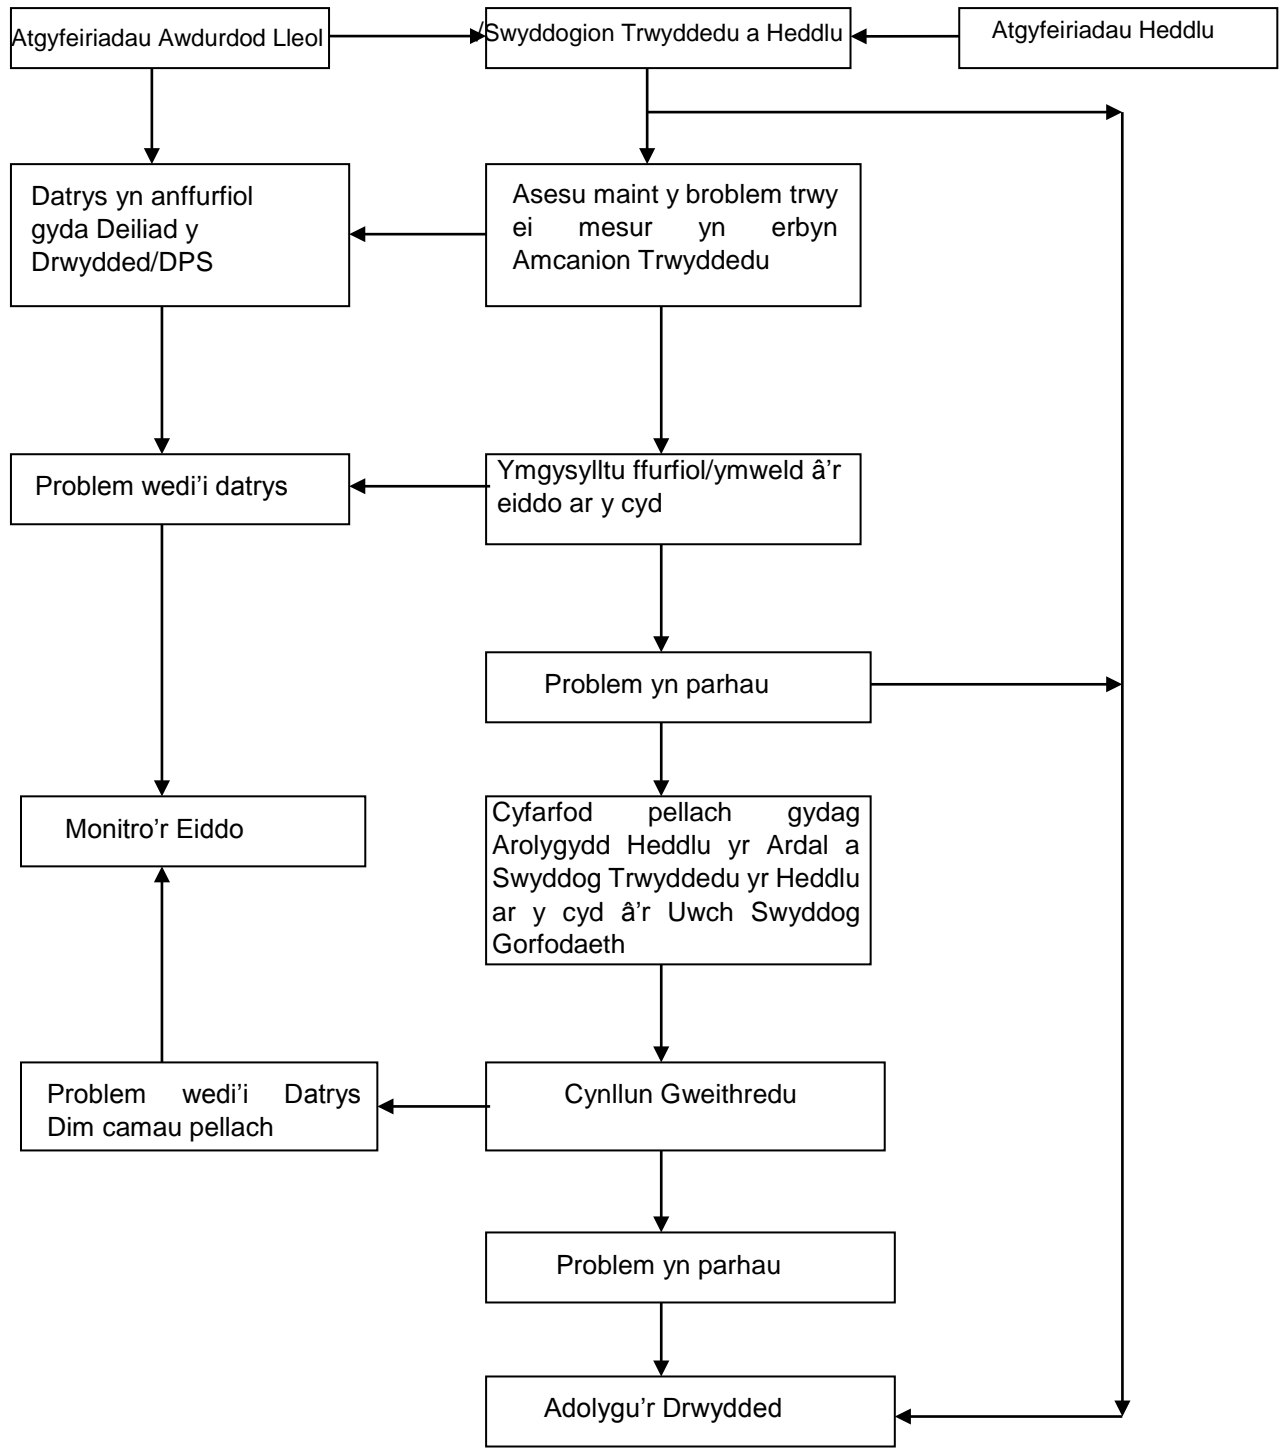 Atgyfeiriadau Awdurdod Lleol
/Swyddogion Trwyddedu a Heddlu
Atgyfeiriadau Heddlu
Datrys yn anffurfiol
gyda Deiliad y
Drwydded/DPS
Asesu maint y broblem trwy
ei mesur yn erbyn
Amcanion Trwyddedu
Problem wedi’i datrys
Ymgysylltu ffurfiol/ymweld â’r
eiddo ar y cyd
Problem yn parhau
Monitro’r Eiddo
Cyfarfod pellach gydag
Arolygydd Heddlu yr Ardal a
Swyddog Trwyddedu yr Heddlu
ar y cyd â’r Uwch Swyddog
Gorfodaeth
Problem wedi’i Datrys
Dim camau pellach
Cynllun Gweithredu
Problem yn parhau
Adolygu’r Drwydded